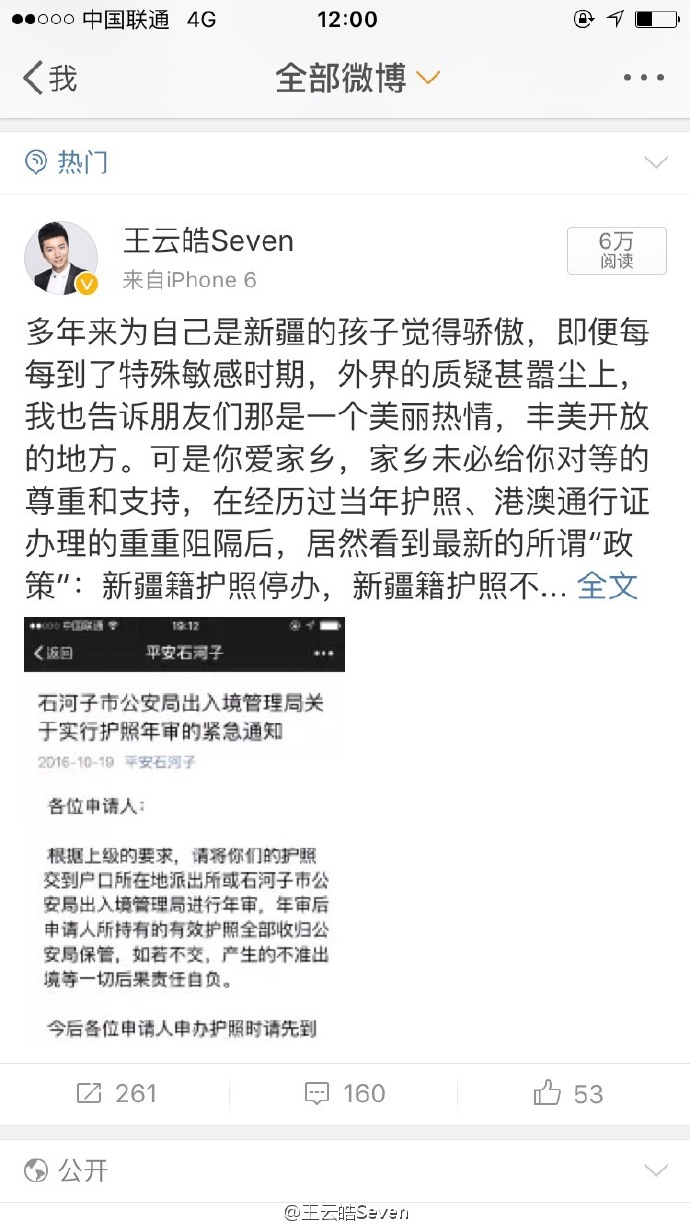 中国联通 4G 12:00
我 全部微博
热门
王云皓Seven
6万
阅读
来自iPhone 6
多年来为自己是新疆的孩子觉得骄傲，即便每
每到了特殊敏感时期，外界的质疑甚嚣尘上，
我也告诉朋友们那是一个美丽热情，丰美开放
的地方。可是你爱家乡，家乡未必给你对等的
尊重和支持，在经历过当年护照、港澳通行证
办理的重重阻隔后，居然看到最新的所谓“政
策”：新疆籍护照停办，新疆籍护照不... 全文
中国联通 19:12
返回 平安石河子
石河子市公安局出入境管理局关
于实行护照年审的紧急通知
2016-10-19 平安石河子
各位申请人：
根据上级的要求，请将你们的护照
交到户口所在地派出所或石河子市公
安局出入境管理局进行年审，年审后
申请人所持有的有效护照全部收归公
安局保管，如若不交，产生的不准出
境等一切后果责任自负。
今后各位申请人申办护照时请先到
261 160 53
公开
@王云皓Seven